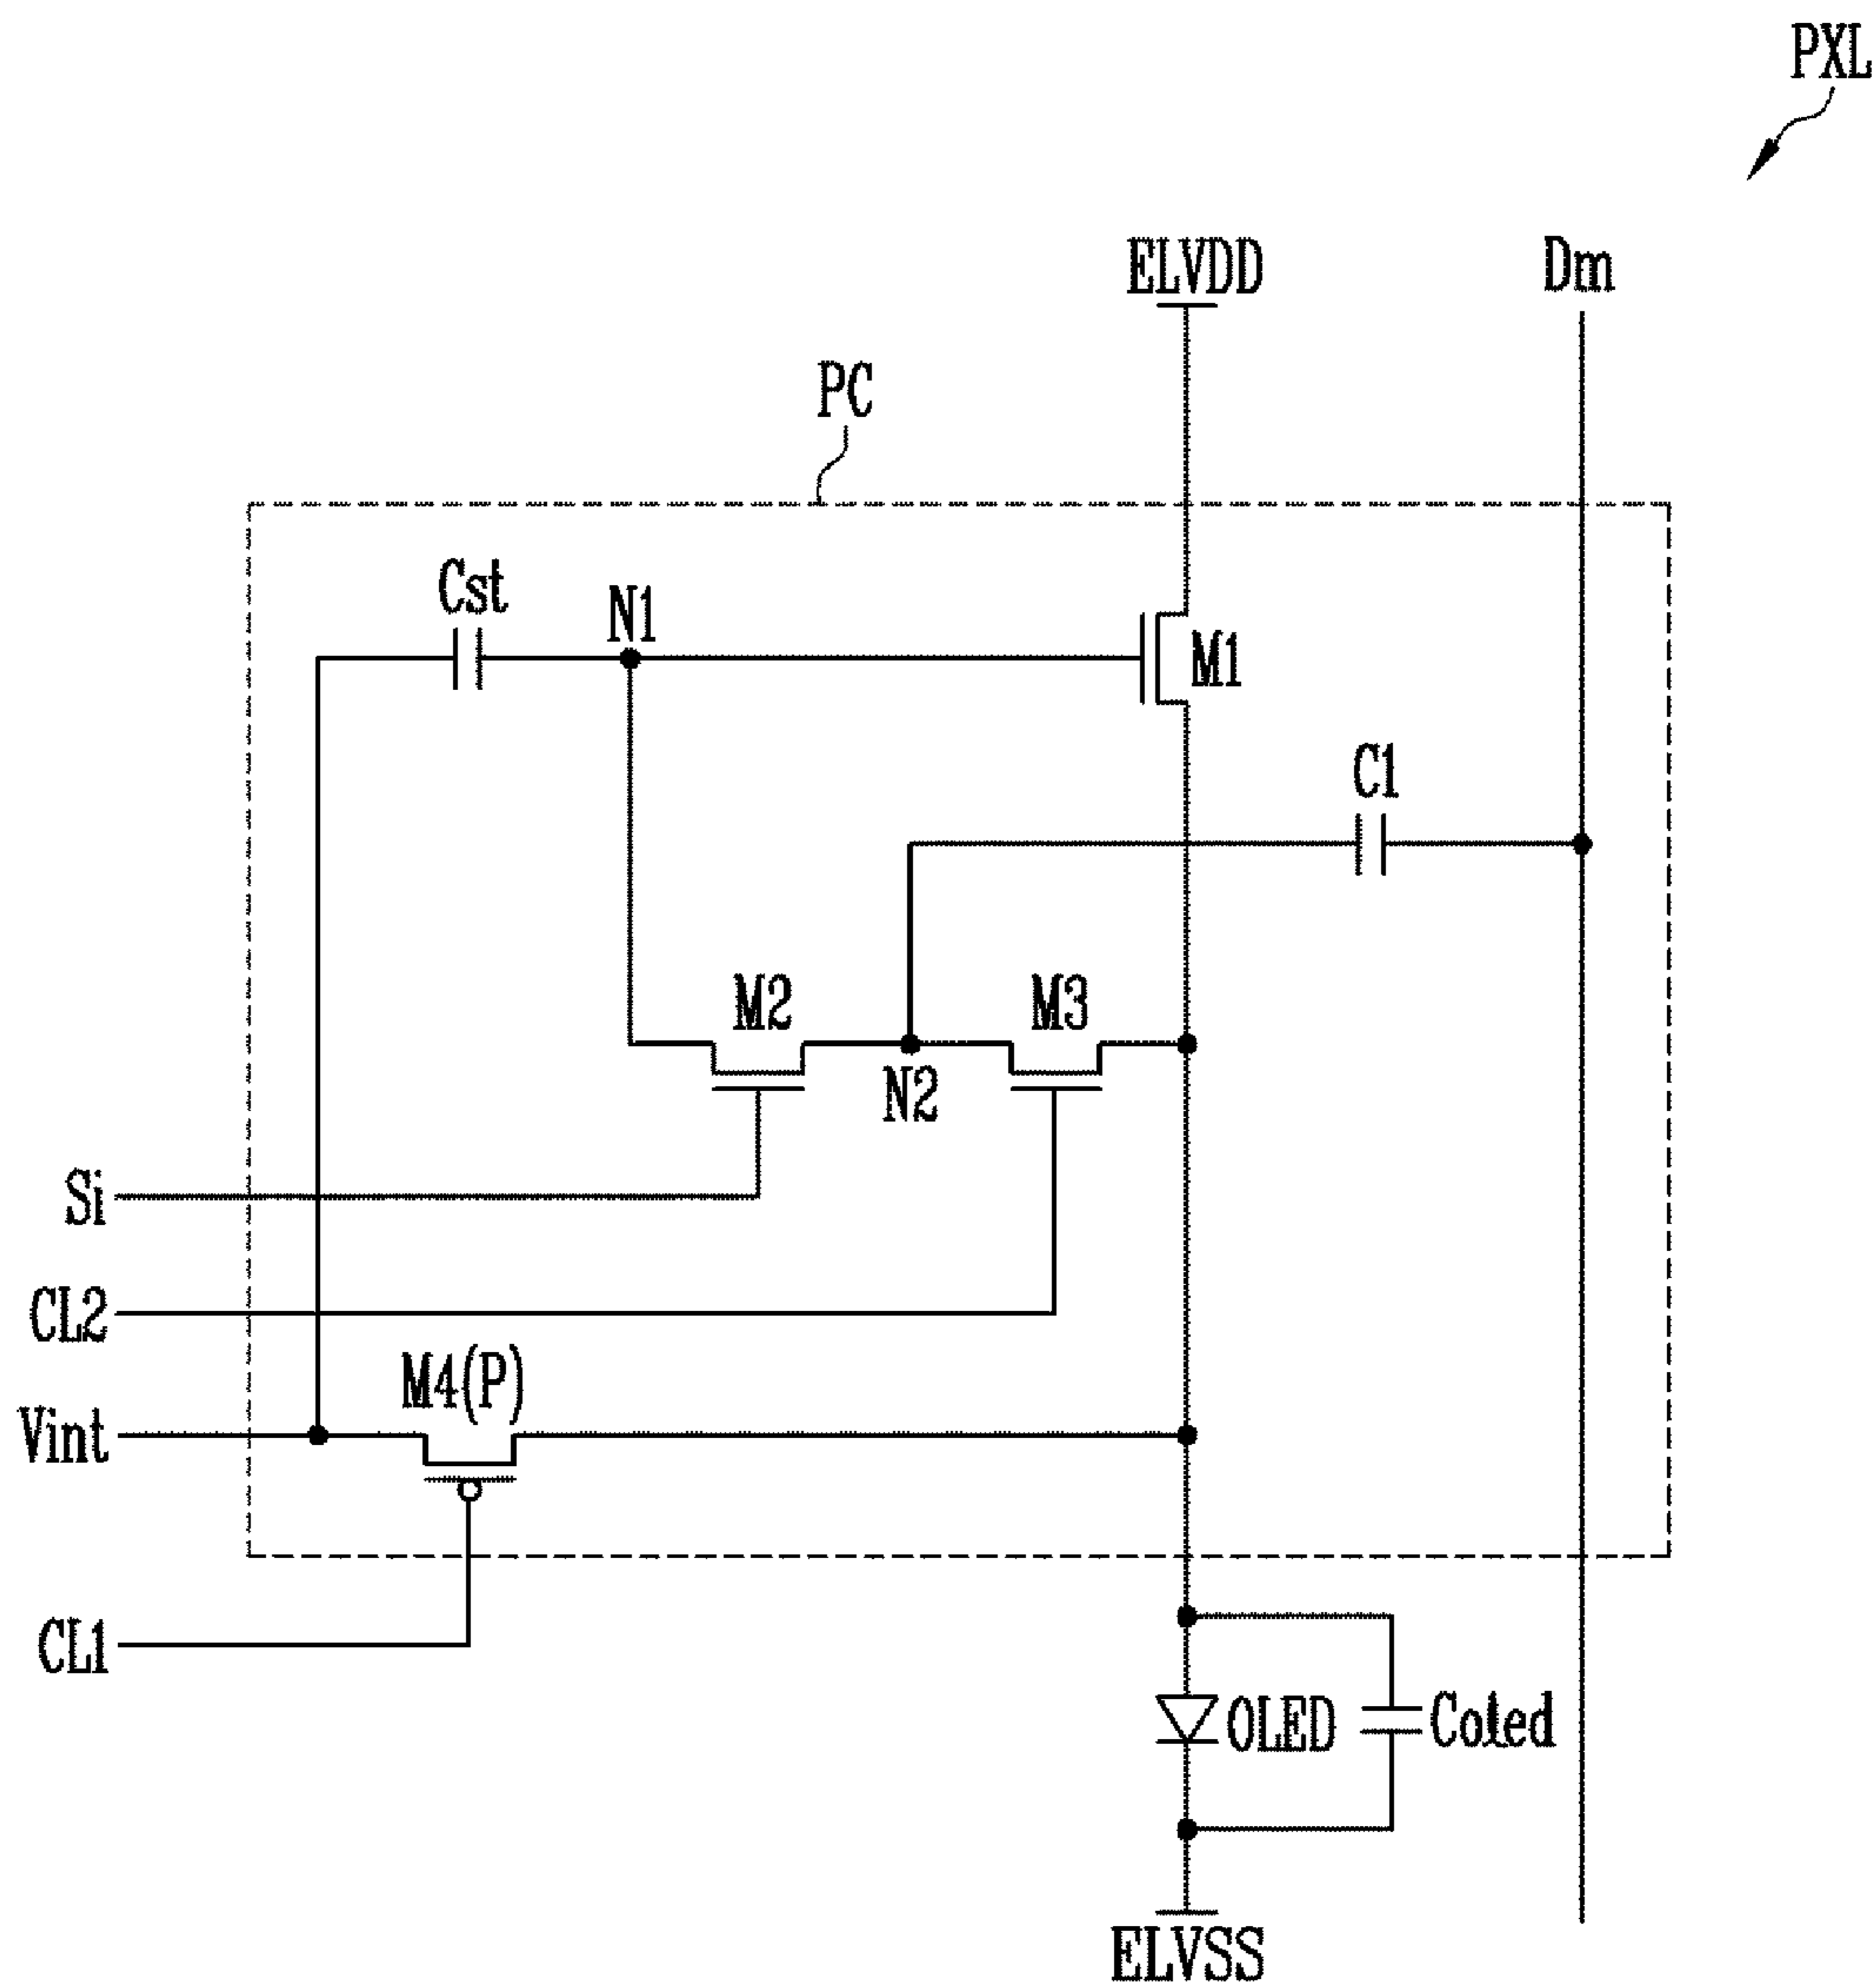 PXL
ELVDD
Dm
PC
Cst
N1
M1
C1
M2
M3
N2
Si
CL2
M4(P)
Vint
CL1
OLED
Coled
ELVSS